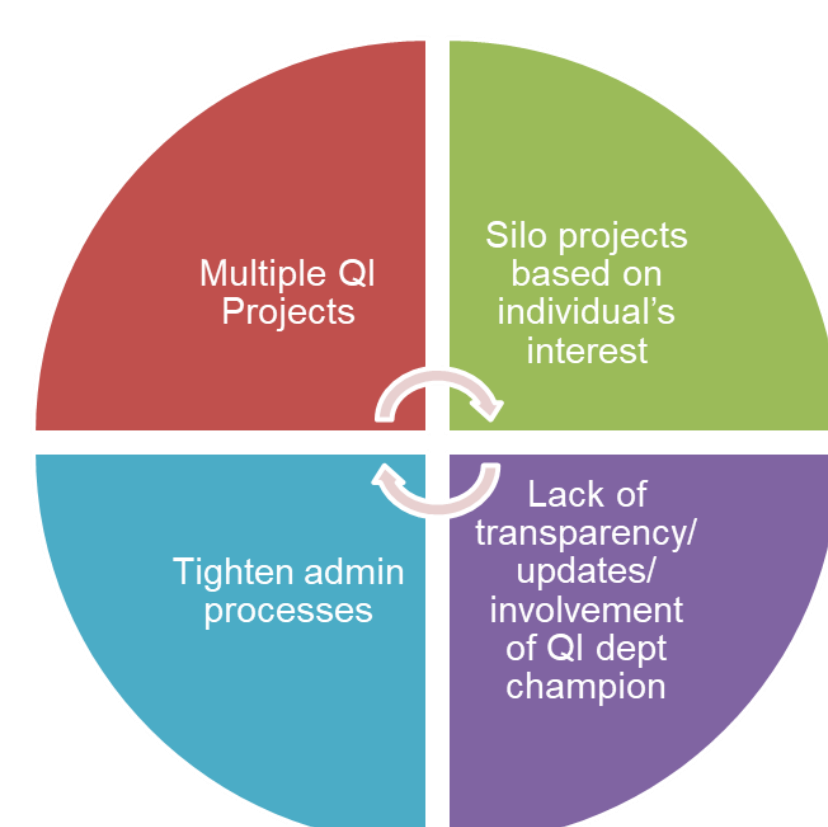 Multiple QI
Projects
Silo projects
based on
individual’s
interest
Tighten admin
processes
Lack of
transparency/
updates/
involvement
of QI dept
champion